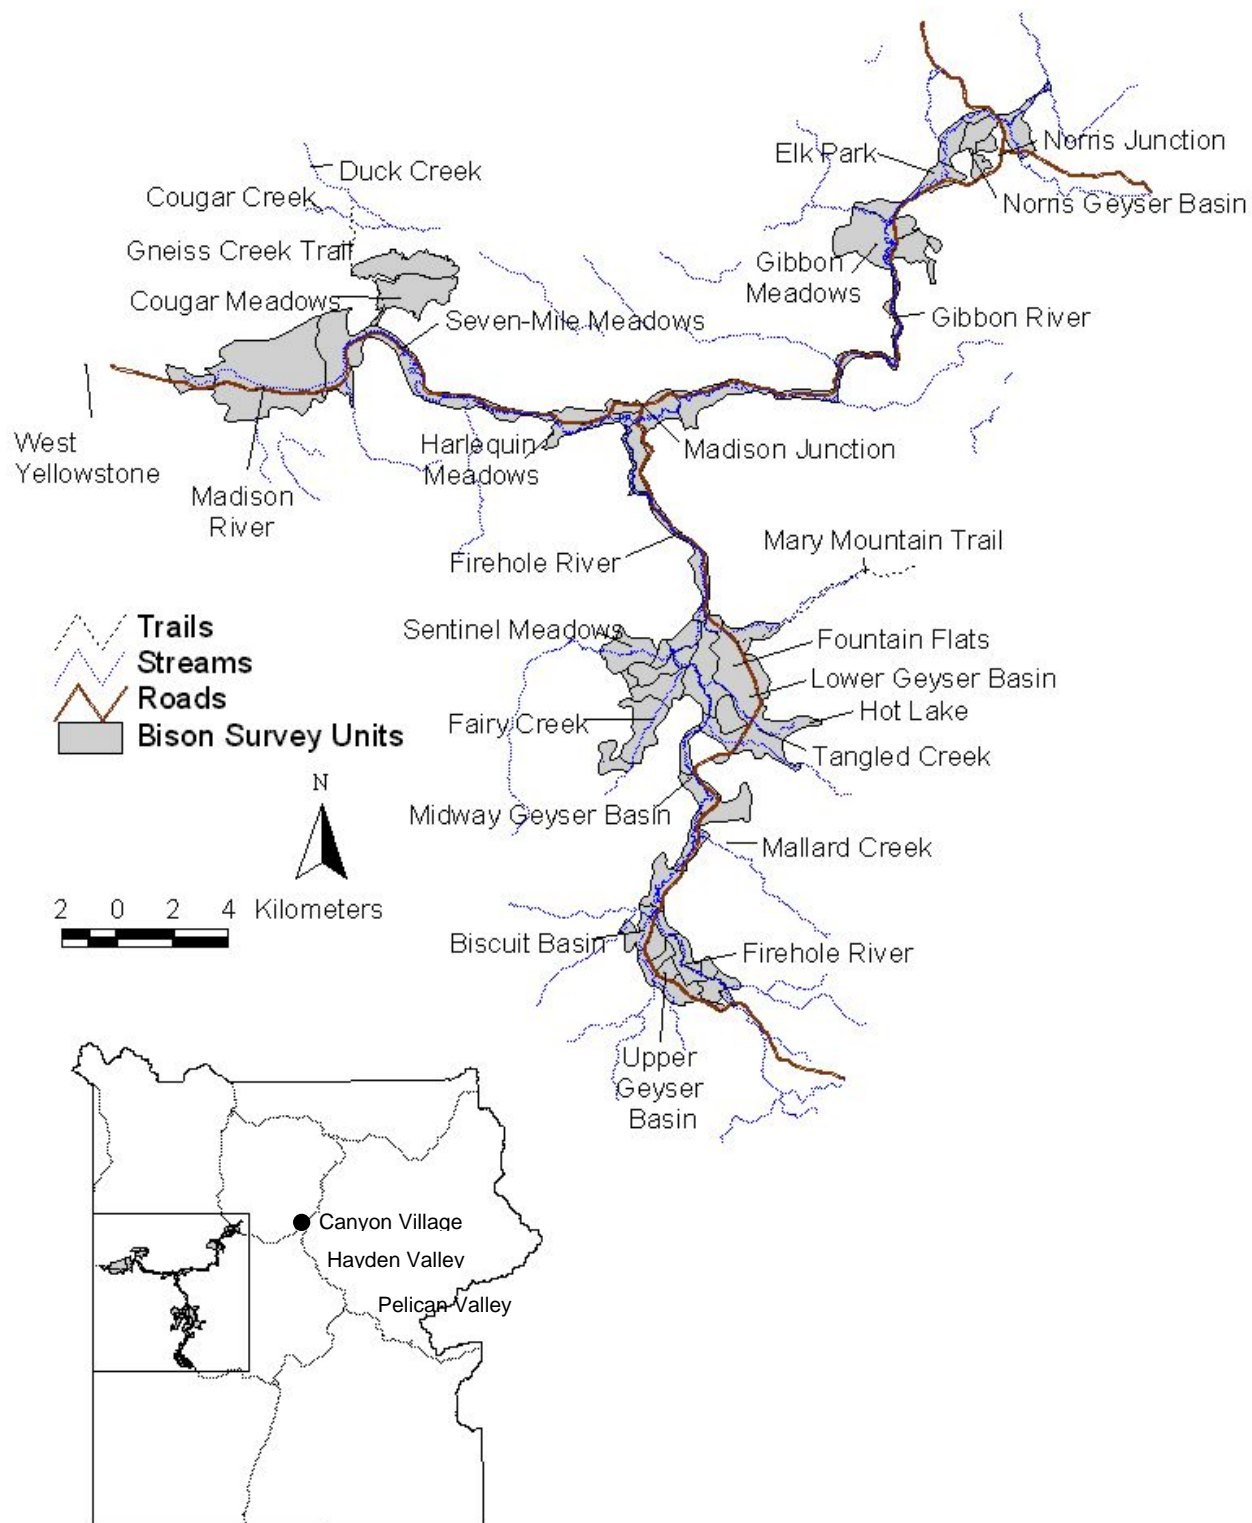 Duck Creek
Cougar Creek
Gneiss Creek Trail
Cougar Meadows
Seven-Mile Meadows
Elk Park
Norris Junction
Norris Geyser Basin
Gibbon
Meadows
Gibbon River
West
Yellowstone
Madison
River
Harlequin
Meadows
Madison Junction
Firehole River
Mary Mountain Trail
Sentinel Meadows
Fountain Flats
Lower Geyser Basin
Hot Lake
Fairy Creek
Tangled Creek
Midway Geyser Basin
Mallard Creek
Biscuit Basin
Firehole River
Upper
Geyser
Basin
Trails
Streams
Roads
Bison Survey Units
N
2 0 2 4 Kilometers
Canyon Village
Hayden Valley
Pelican Valley